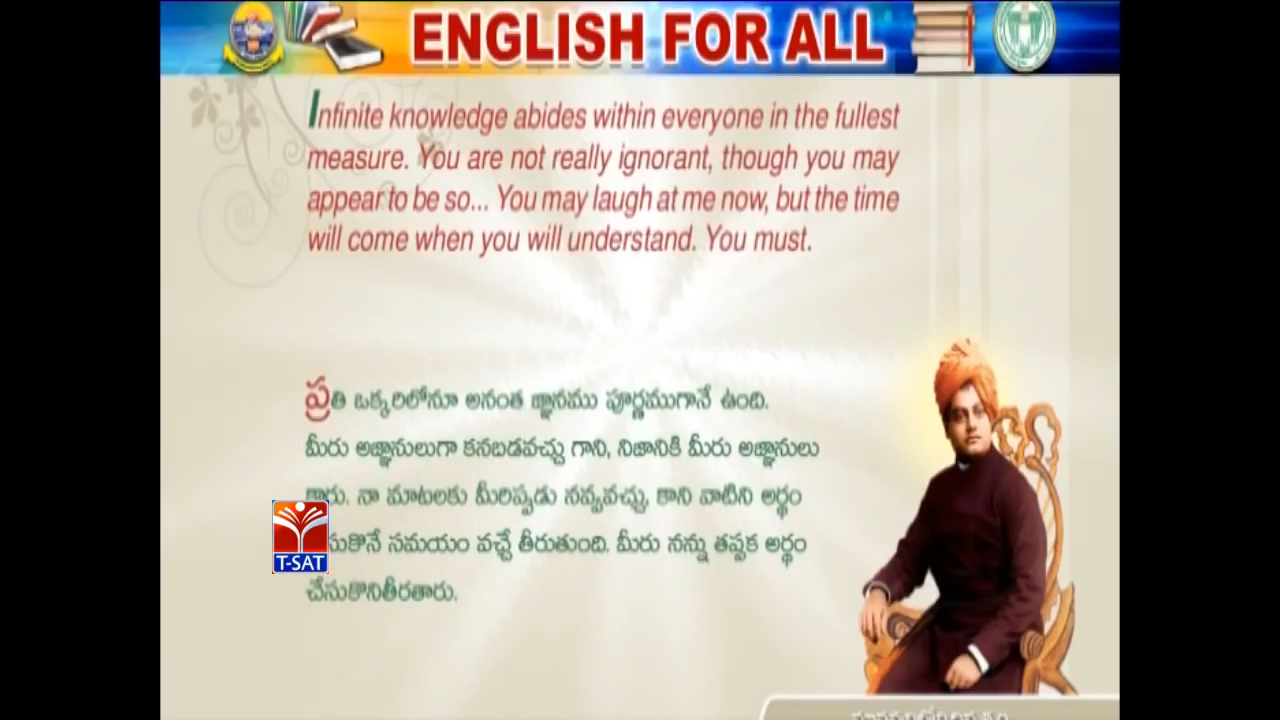 ENGLISH FOR ALL
Infinite knowledge abides within everyone in the fullest
measure. You are not really ignorant, though you may
appear to be so... You may laugh at me now, but the time
will come when you will understand. You must.
ప్రతి ఒక్కరిలోనూ అనంత జ్ఞానము పూర్ణముగానే ఉంది.
మీరు అజ్ఞానులుగా కనబడవచ్చు గాని, నిజానికి మీరు అజ్ఞానులు
కారు. నా మాటలకు మీరిప్పుడు నవ్వవచ్చు, కాని వాటిని అర్థం
సుకొనే సమయం వచ్చే తీరుతుంది. మీరు నన్ను తప్పక అర్థం
చేసుకొనితీరతారు.
T-SAT